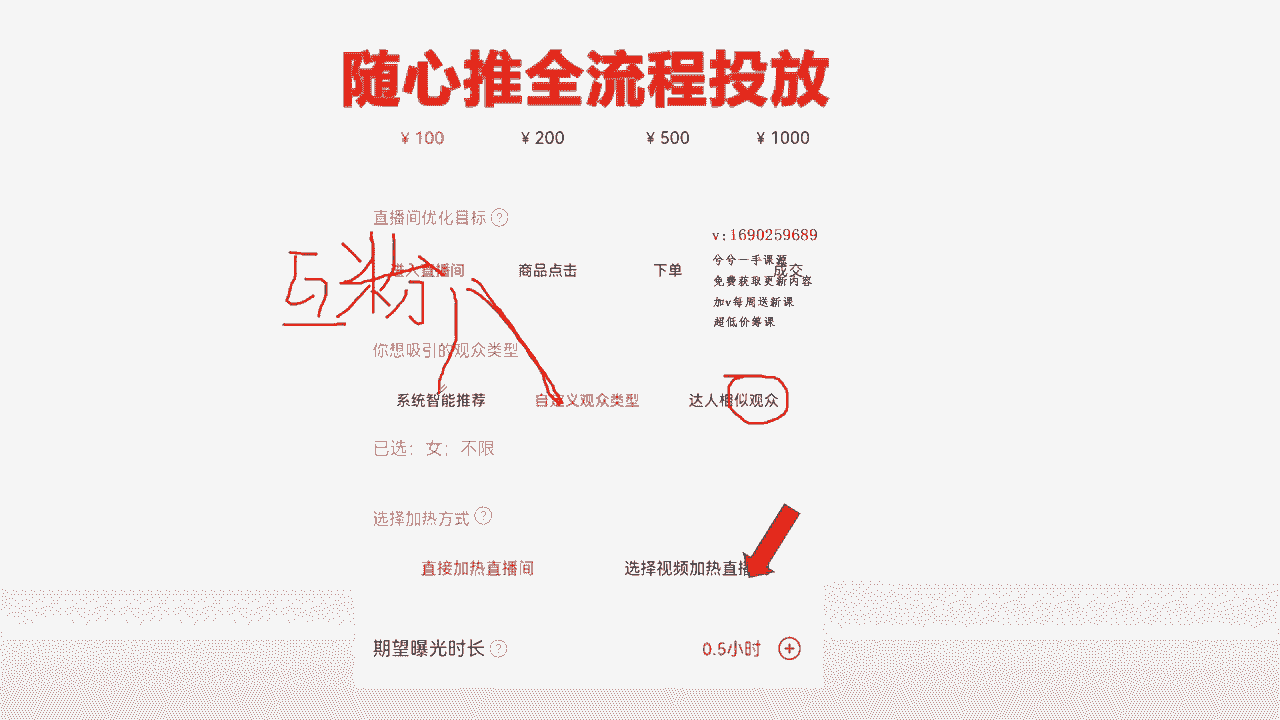 随心推全流程投放
¥ 100 ¥ 200 ¥ 500 ¥ 1000
直播间优化目标 ?
v:1690259689
兮兮一手课源
进入直播间 商品点击 下单 成交
免费获取更新内容
加v每周送新课
超低价筹课
互粉
你想吸引的观众类型
系统智能推荐 自定义观众类型 达人相似观众
已选：女；不限
选择加热方式 ?
直接加热直播间 选择视频加热直播
期望曝光时长 ? 0.5小时 +